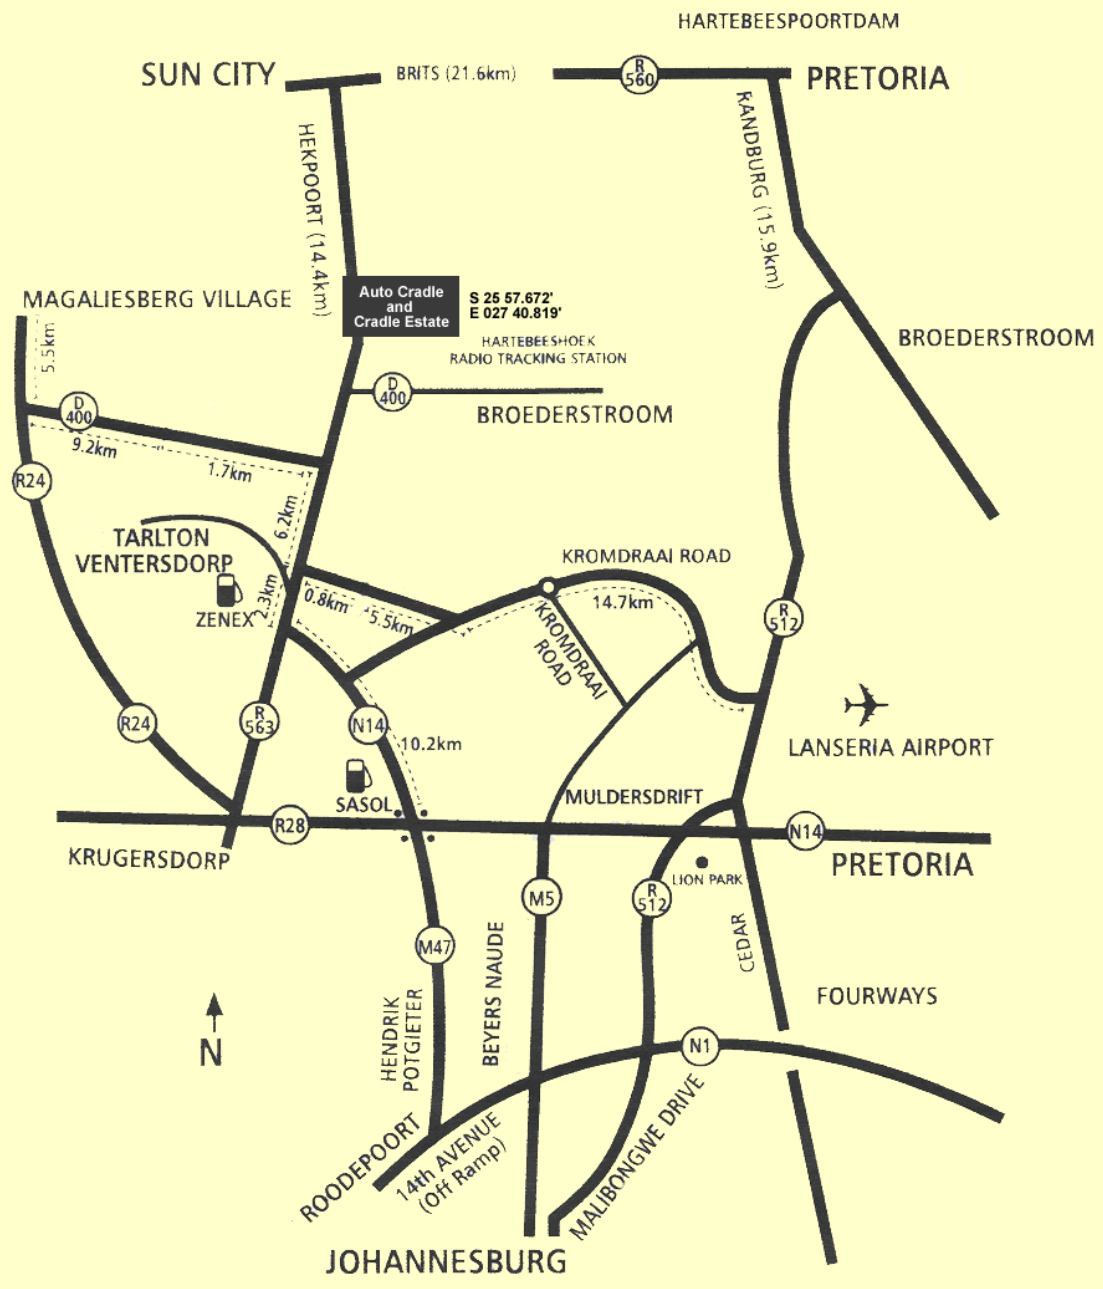 HARTEBEESPOORTDAM
SUN CITY
BRITS (21.6km)
R
560
PRETORIA
HEKPOORT (14.4km)
RANDBURG (15.9km)
MAGALIESBERG VILLAGE
Auto Cradle
and
Cradle Estate
S 25 57.672'
E 027 40.819'
HARTEBEESHOEK
RADIO TRACKING STATION
BROEDERSTROOM
5.5km
D
400
D
400
BROEDERSTROOM
9.2km
1.7km
R24
6.2km
TARLTON
VENTERSDORP
KROMDRAAI ROAD
ZENEX
2.3km
0.8km
5.5km
14.7km
KROMDRAAI
ROAD
R
512
R24
R
563
N14
10.2km
LANSERIA AIRPORT
SASOL
MULDERSDRIFT
R28
N14
KRUGERSDORP
PRETORIA
LION PARK
M5
R
512
CEDAR
M47
BEYERS NAUDE
HENDRIK
POTGIETER
FOURWAYS
N
N1
ROODEPOORT
14th AVENUE
(Off Ramp)
MALIBONGWE DRIVE
JOHANNESBURG